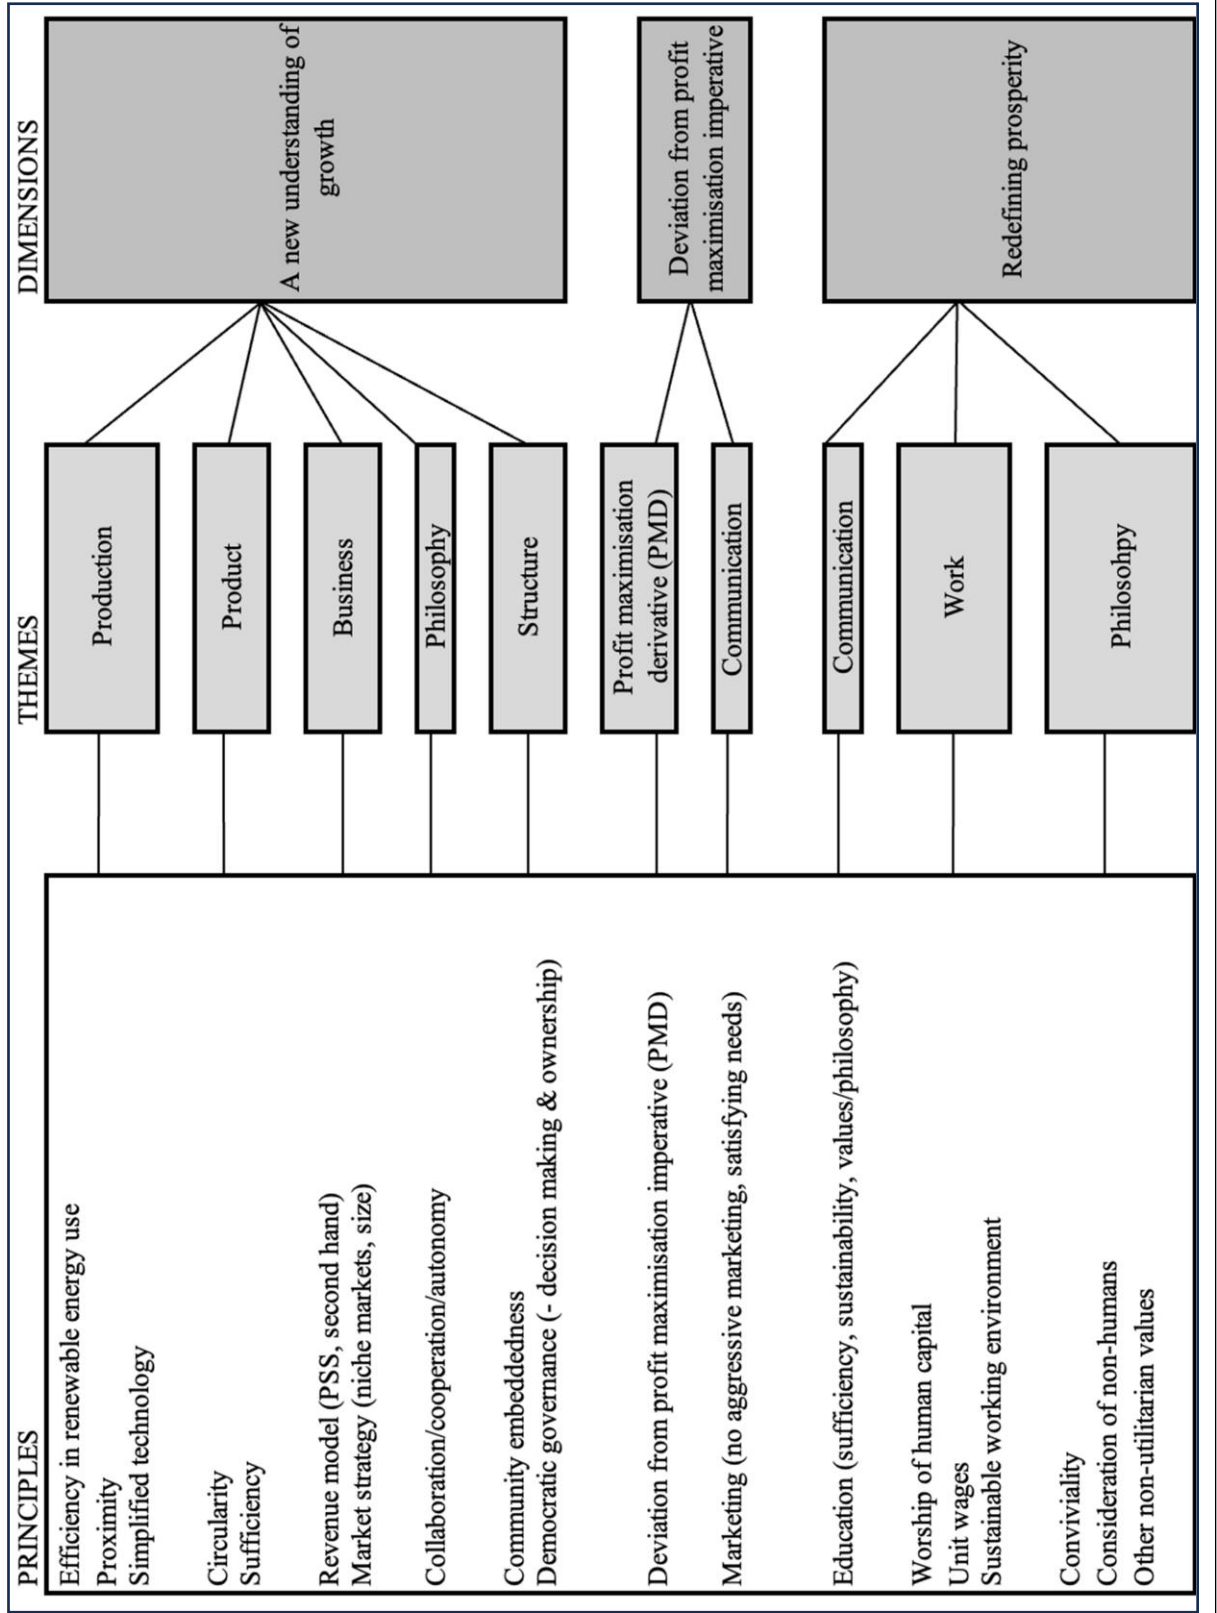 PRINCIPLES
Efficiency in renewable energy use
Proximity
Simplified technology
Circularity
Sufficiency
Revenue model (PSS, second hand)
Market strategy (niche markets, size)
Collaboration/cooperation/autonomy
Community embeddedness
Democratic governance (- decision making & ownership)
Deviation from profit maximisation imperative (PMD)
Marketing (no aggressive marketing, satisfying needs)
Education (sufficiency, sustainability, values/philosophy)
Worship of human capital
Unit wages
Sustainable working environment
Conviviality
Consideration of non-humans
Other non-utilitarian values
THEMES
Production
Product
Business
Philosophy
Structure
Profit maximisation
derivative (PMD)
Communication
Communication
Work
Philosohpy
DIMENSIONS
A new understanding of
growth
Deviation from profit
maximisation imperative
Redefining prosperity